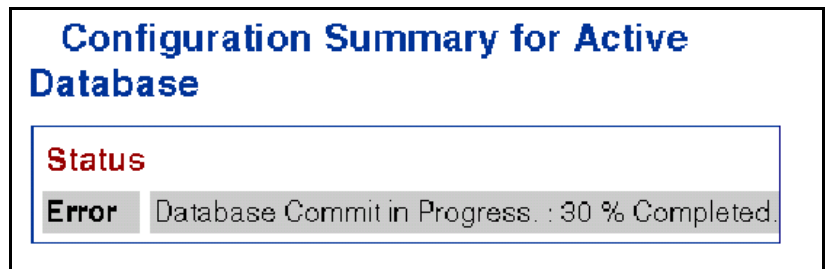 Configuration Summary for Active
Database
Status
Error Database Commit in Progress. : 30 % Completed.